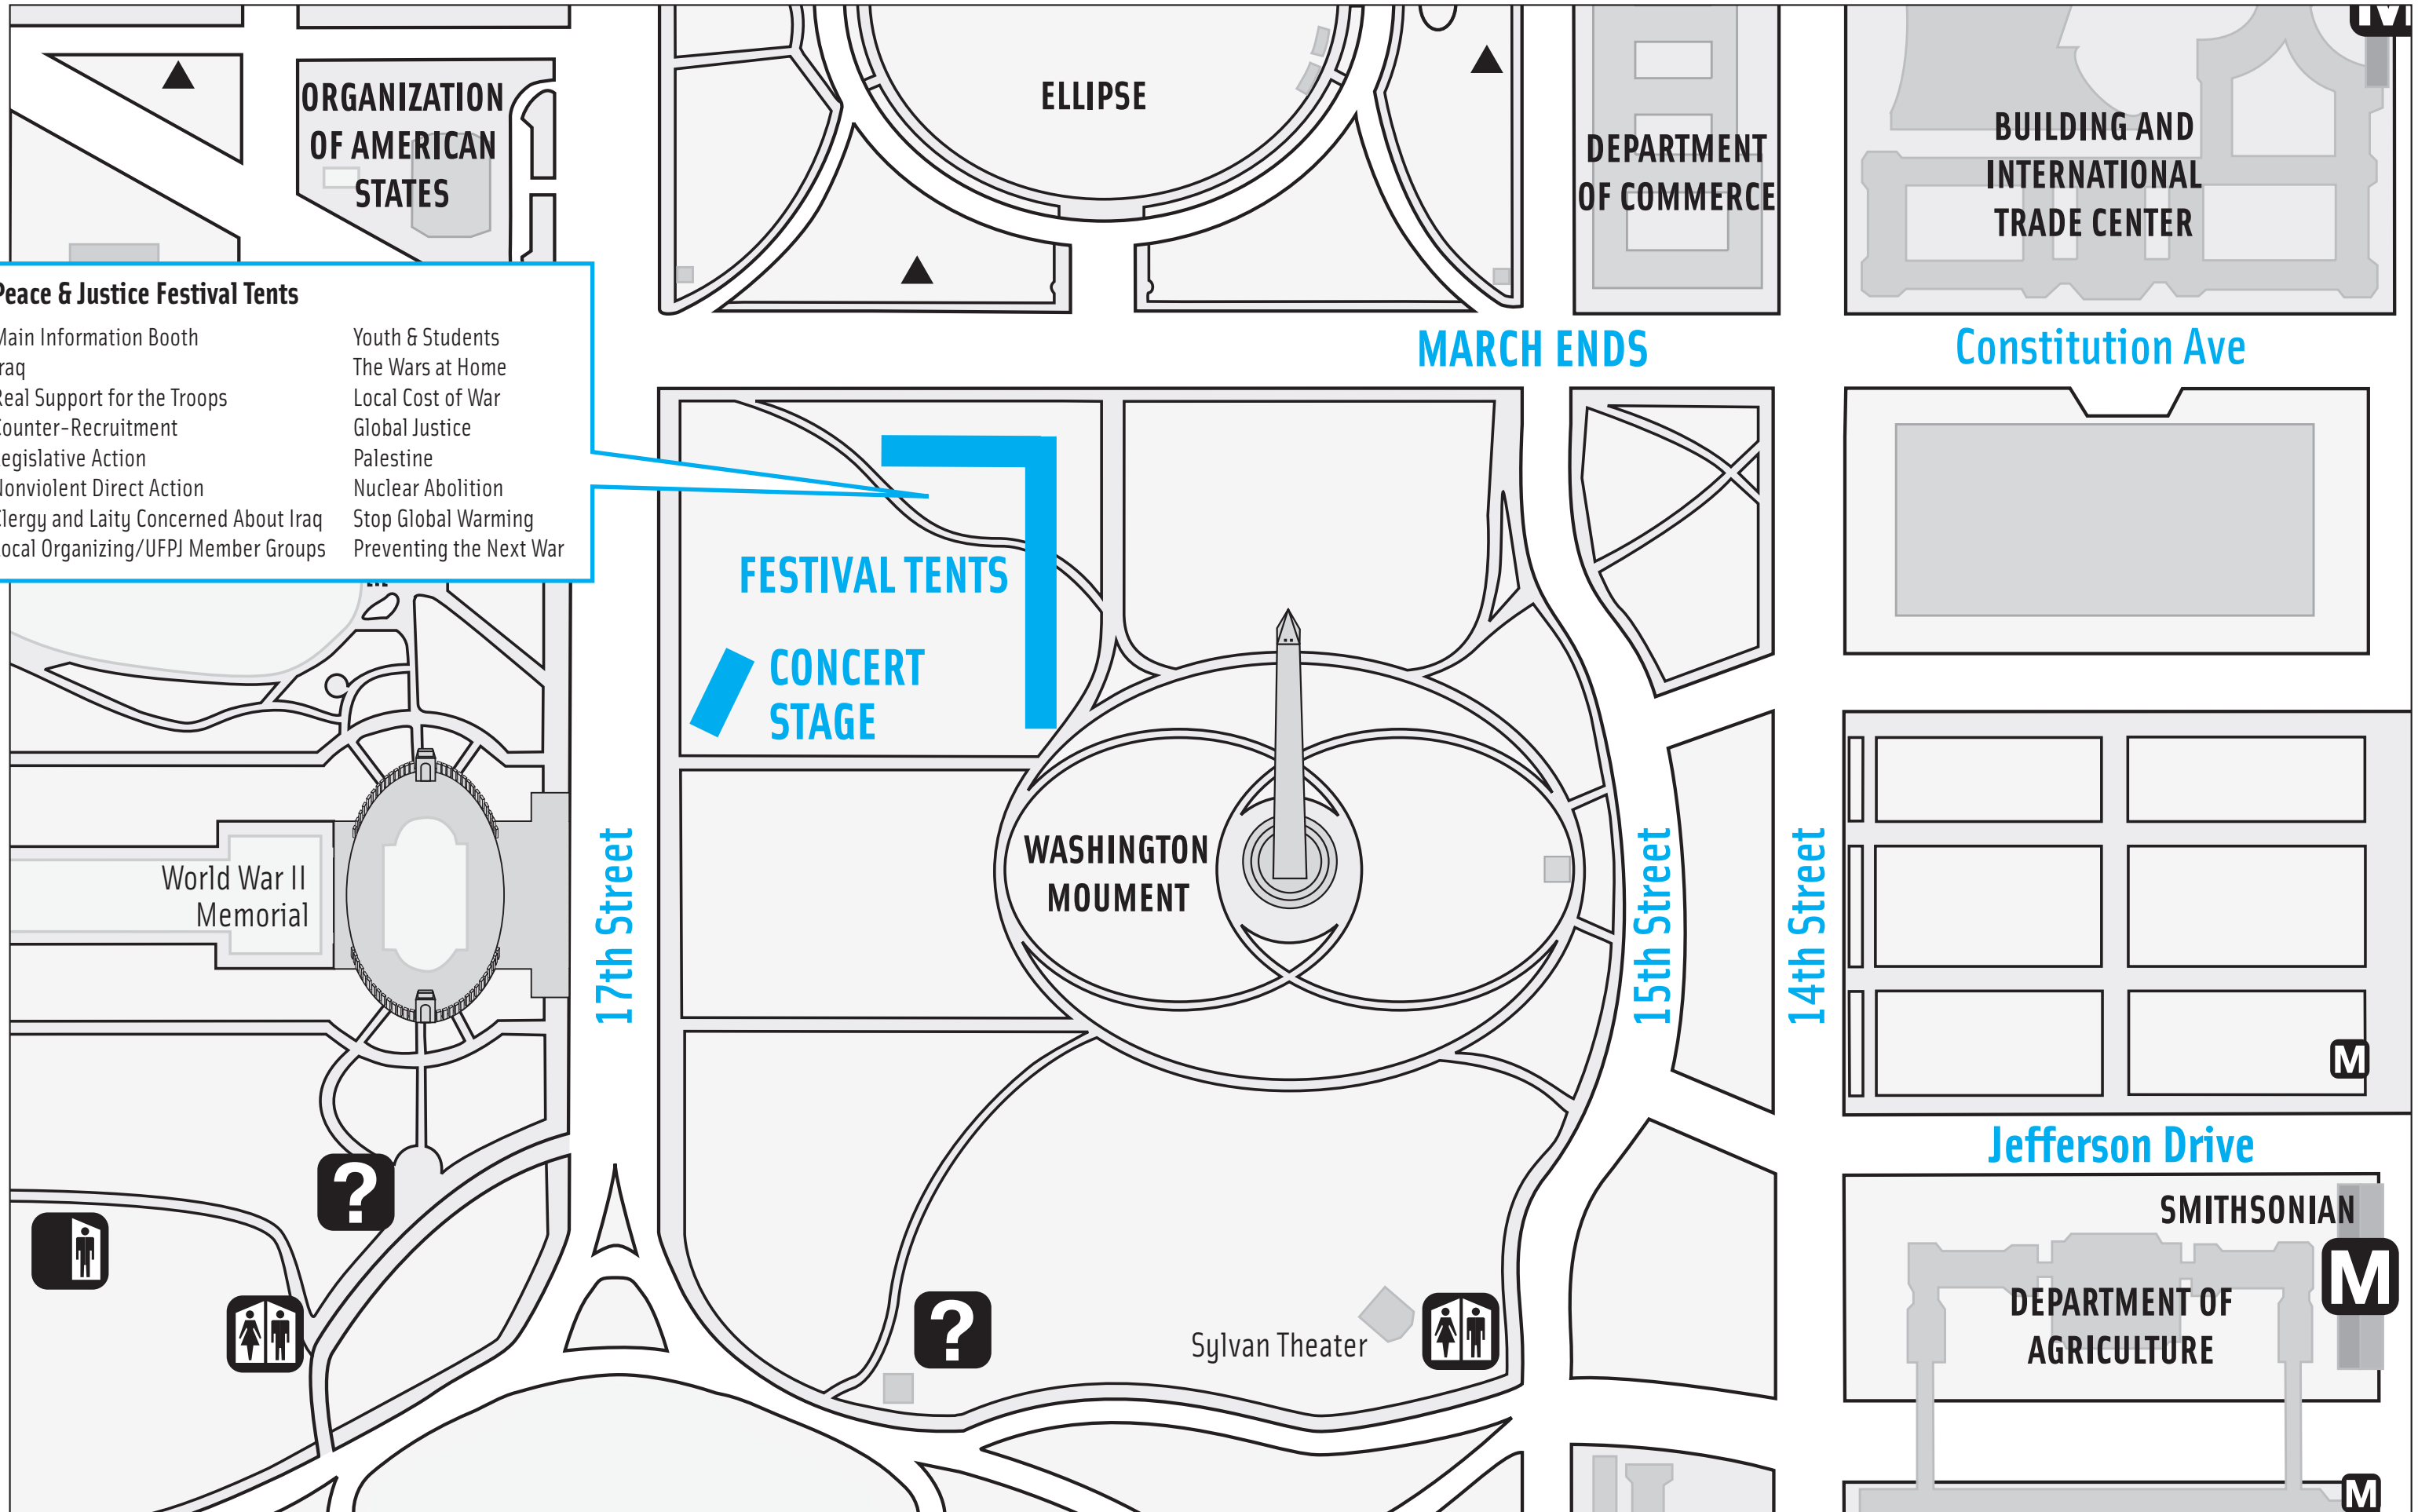 M
ORGANIZATION
OF AMERICAN
STATES
ELLIPSE
DEPARTMENT
OF COMMERCE
BUILDING AND
INTERNATIONAL
TRADE CENTER
Peace & Justice Festival Tents
Main Information Booth
Iraq
Real Support for the Troops
Counter-Recruitment
Legislative Action
Nonviolent Direct Action
Clergy and Laity Concerned About Iraq
Local Organizing/UFPJ Member Groups
Youth & Students
The Wars at Home
Local Cost of War
Global Justice
Palestine
Nuclear Abolition
Stop Global Warming
Preventing the Next War
MARCH ENDS
Constitution Ave
FESTIVAL TENTS
CONCERT
STAGE
WASHINGTON
MOUMENT
World War II
Memorial
17th Street
15th Street
14th Street
M
Jefferson Drive
SMITHSONIAN
M
DEPARTMENT OF
AGRICULTURE
?
?
Sylvan Theater
M